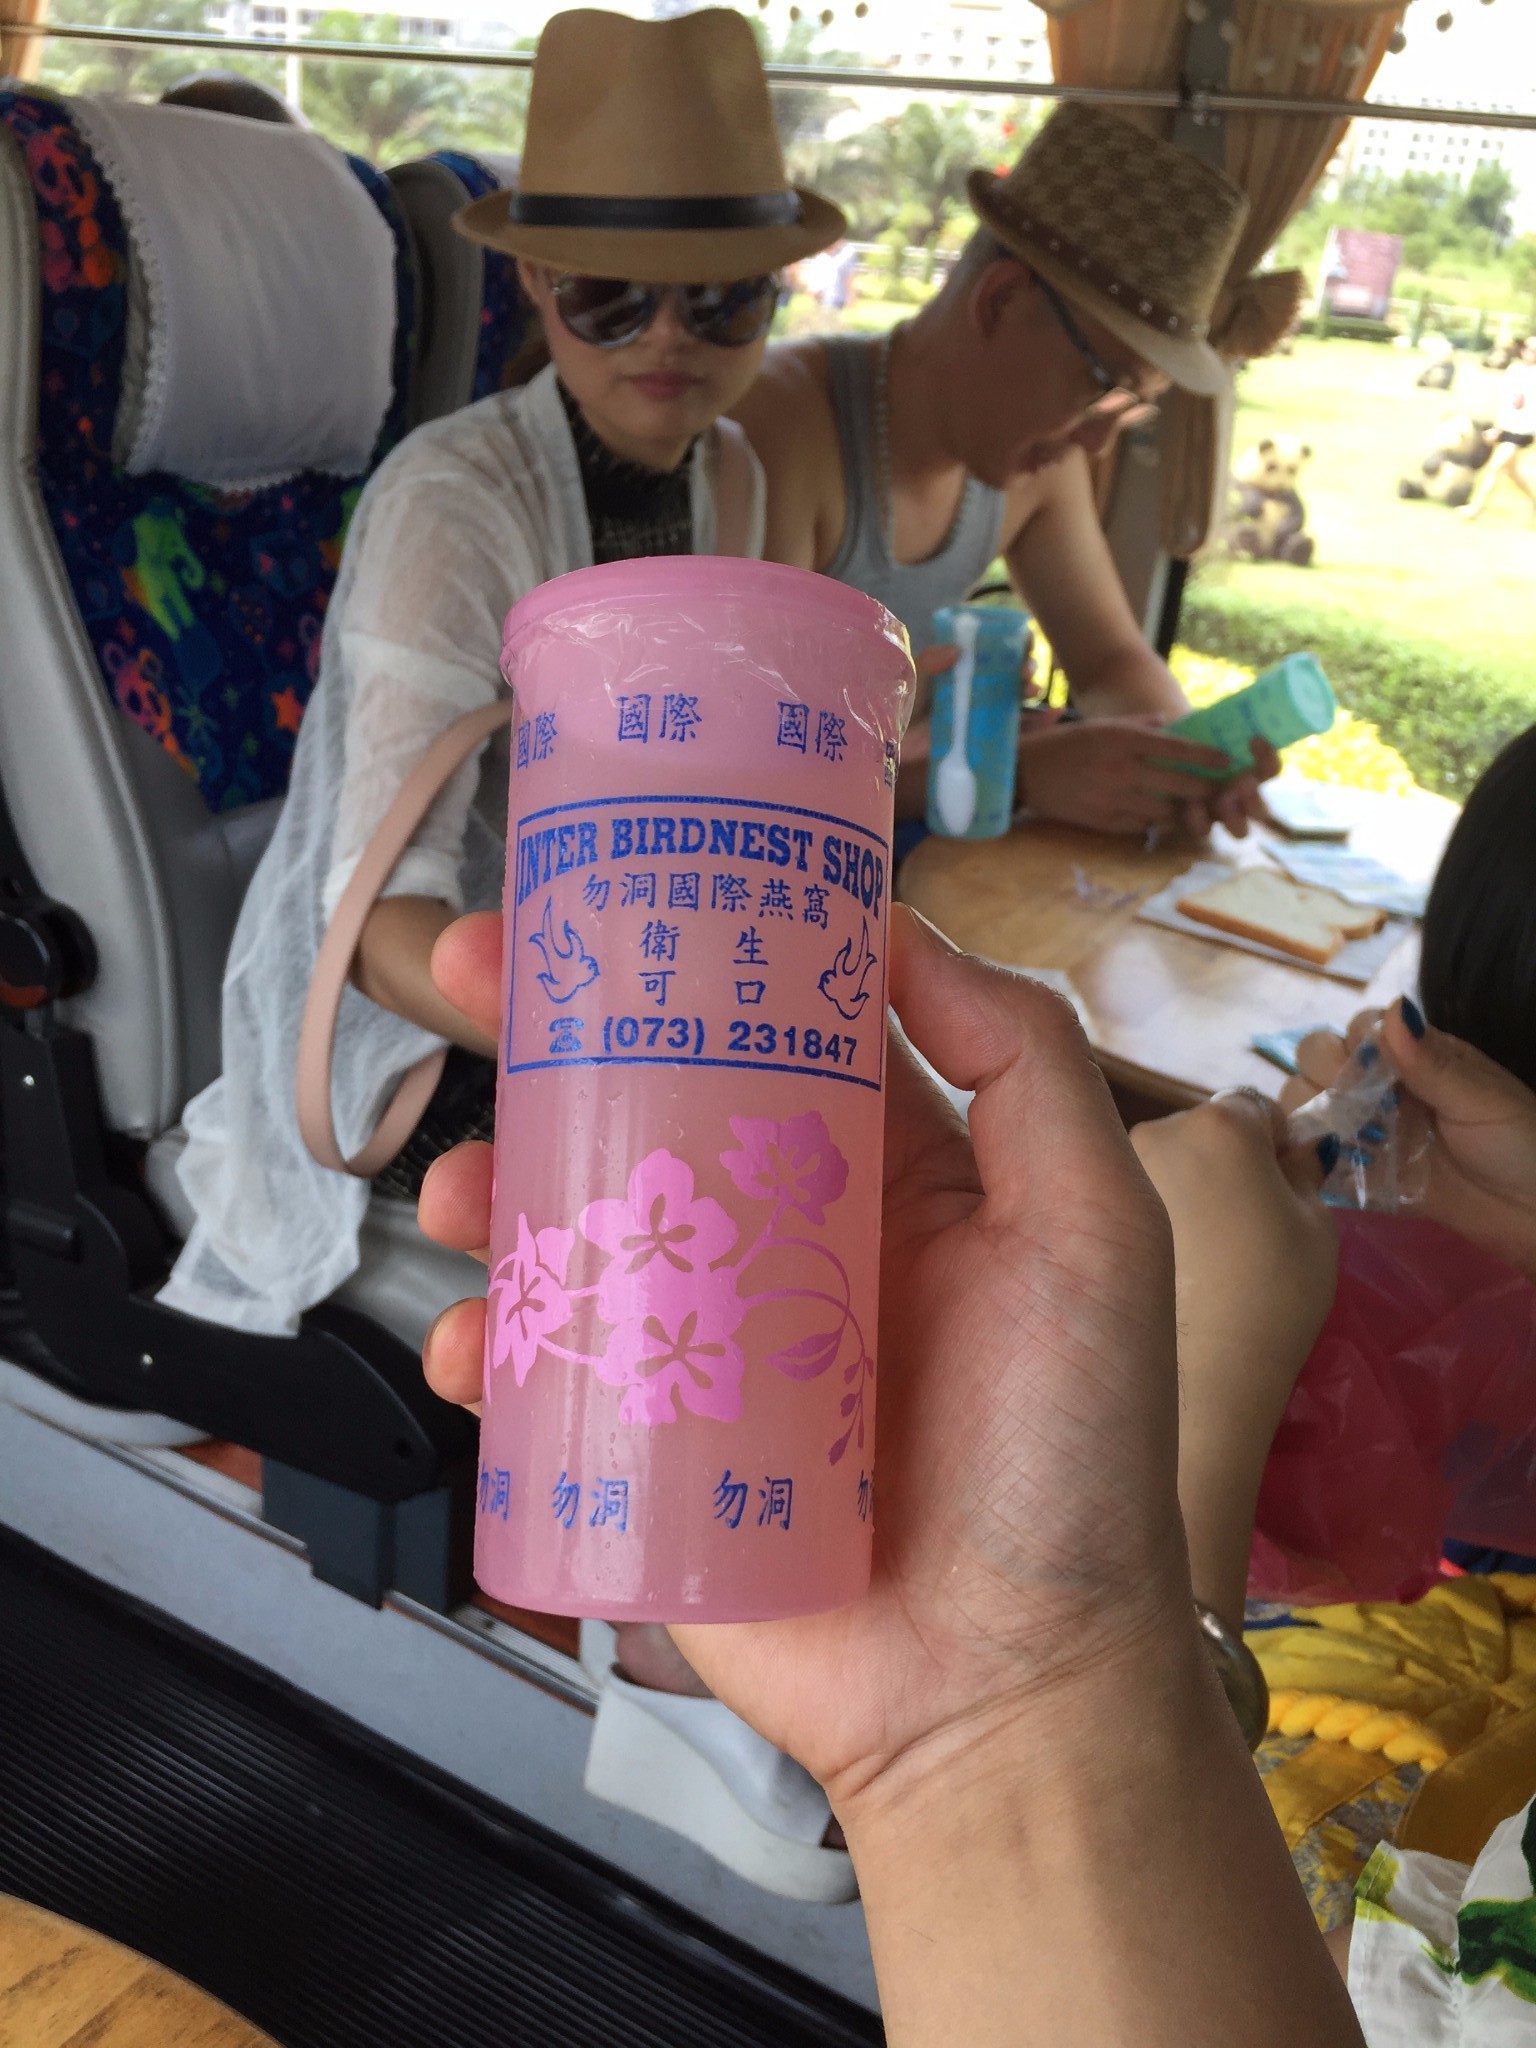 國際 國際 國際
INTER BIRDNEST SHOP
勿洞國際燕窩
衛生
可口
☎ (073) 231847
勿洞 勿洞 勿洞